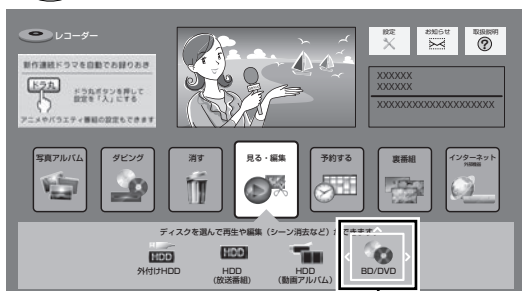 レコーダー
設定
お知らせ
取扱説明
?
新作連続ドラマを自動でお録りおき
ドラ丸
ドラ丸ボタンを押して
設定を「入」にする
アニメやバラエティ番組の設定もできます
XXXXXX
XXXXXX
XXXXXXXXXXXXXXXXXXXXX
写真アルバム
ダビング
消す
見る・編集
予約する
裏番組
インターネット
外部機能
ディスクを選んで再生や編集(シーン消去など)ができます。
HDD
外付けHDD
HDD
HDD
(放送番組)
HDD
(動画アルバム)
BD/DVD